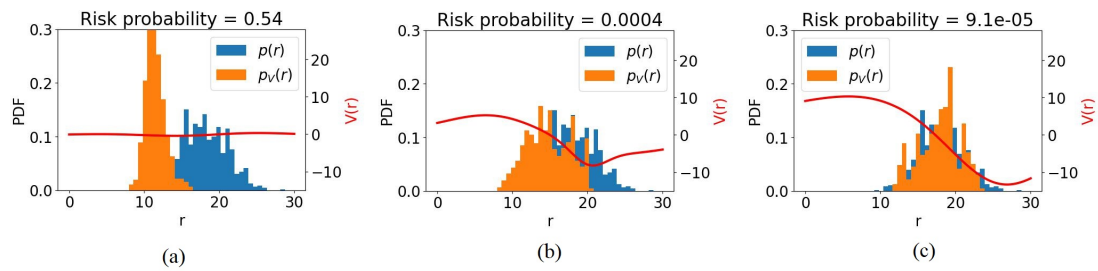 Risk probability = 0.54
0.3
0.2
0.1
0.0
PDF
p(r)
p_V(r)
20
10
0
−10
V(r)
0
10
20
30
r
(a)
Risk probability = 0.0004
0.3
0.2
0.1
0.0
PDF
p(r)
p_V(r)
20
10
0
−10
V(r)
0
10
20
30
r
(b)
Risk probability = 9.1e-05
0.3
0.2
0.1
0.0
PDF
p(r)
p_V(r)
20
10
0
−10
V(r)
0
10
20
30
r
(c)